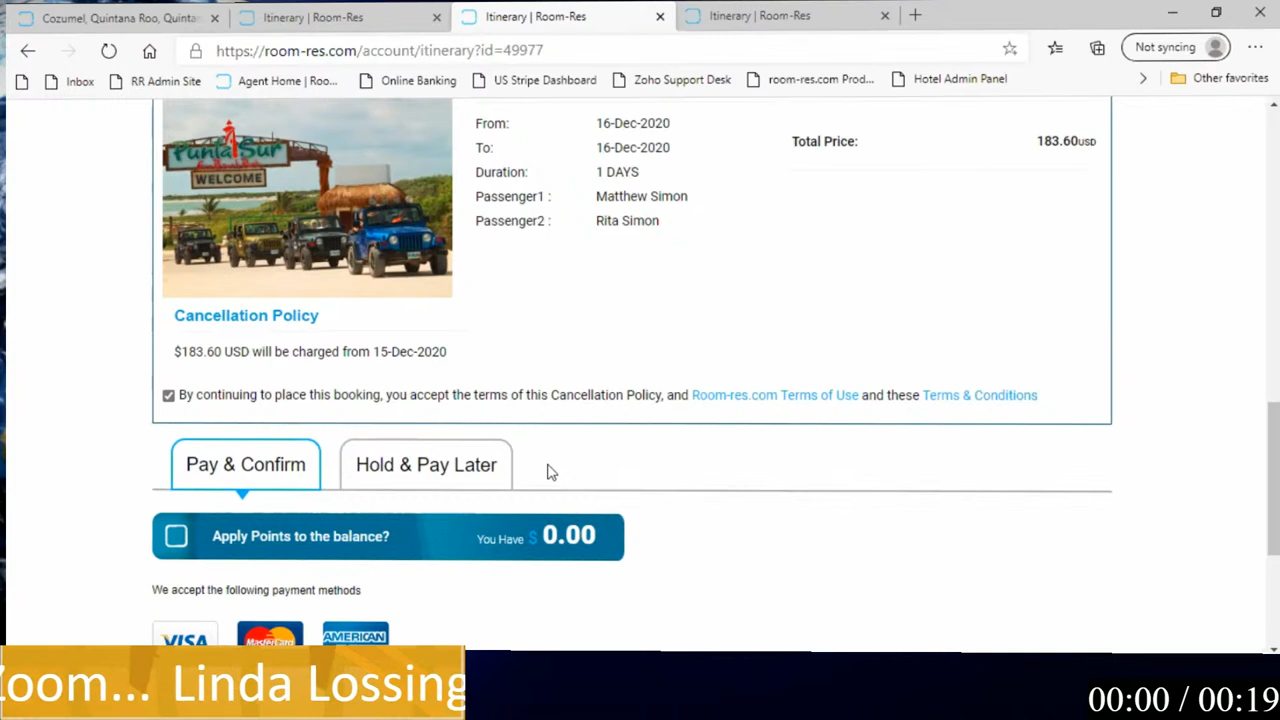 Cozumel, Quintana Roo, Quinta
Itinerary | Room-Res
Itinerary | Room-Res
Itinerary | Room-Res
https://room-res.com/account/itinerary?id=49977
Not syncing
Inbox
RR Admin Site
Agent Home | Roo...
Online Banking
US Stripe Dashboard
Zoho Support Desk
room-res.com Prod...
Hotel Admin Panel
Other favorites
Punta Sur
WELCOME
From: 16-Dec-2020
To: 16-Dec-2020
Duration: 1 DAYS
Passenger1 : Matthew Simon
Passenger2 : Rita Simon
Total Price: 183.60USD
Cancellation Policy
$183.60 USD will be charged from 15-Dec-2020
By continuing to place this booking, you accept the terms of this Cancellation Policy, and Room-res.com Terms of Use and these Terms & Conditions
Pay & Confirm
Hold & Pay Later
Apply Points to the balance? You Have $ 0.00
We accept the following payment methods
VISA
MasterCard
AMERICAN
Zoom... Linda Lossing
00:00 / 00:19